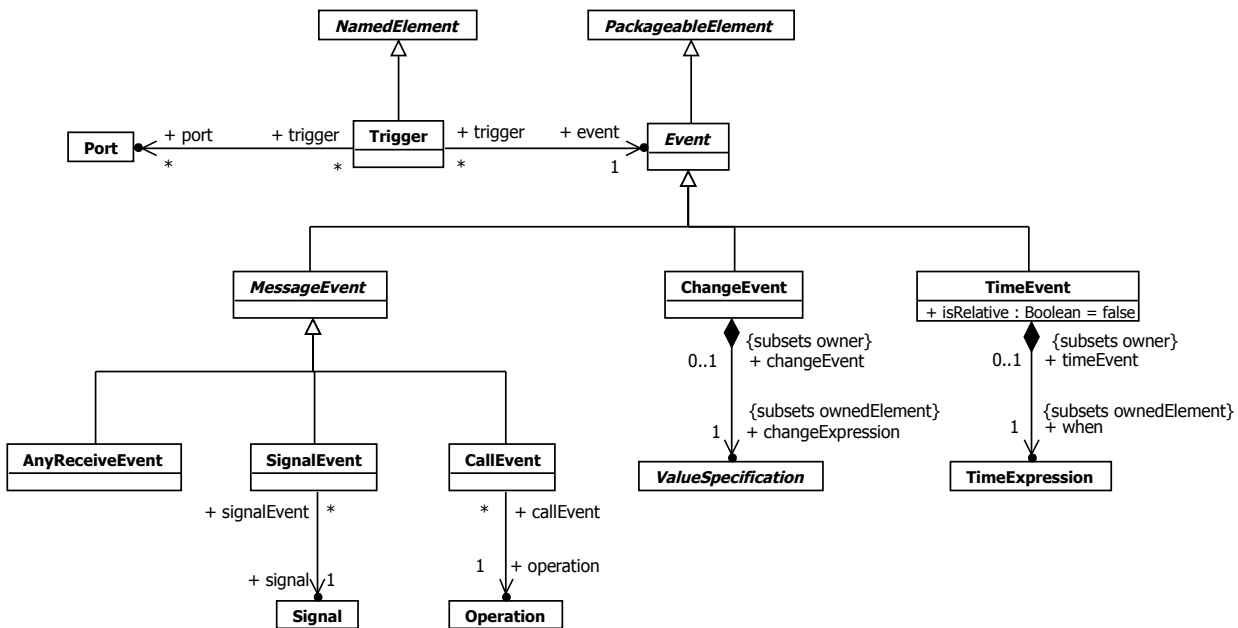 NamedElement
PackageableElement
Port
+ port
*
+ trigger
*
Trigger
+ trigger
*
+ event
1
Event
MessageEvent
ChangeEvent
TimeEvent
+ isRelative : Boolean = false
{subsets owner}
0..1
+ changeEvent
{subsets owner}
0..1
+ timeEvent
{subsets ownedElement}
1
+ changeExpression
{subsets ownedElement}
1
+ when
AnyReceiveEvent
SignalEvent
CallEvent
ValueSpecification
TimeExpression
+ signalEvent
*
*
+ callEvent
+ signal
1
1
+ operation
Signal
Operation